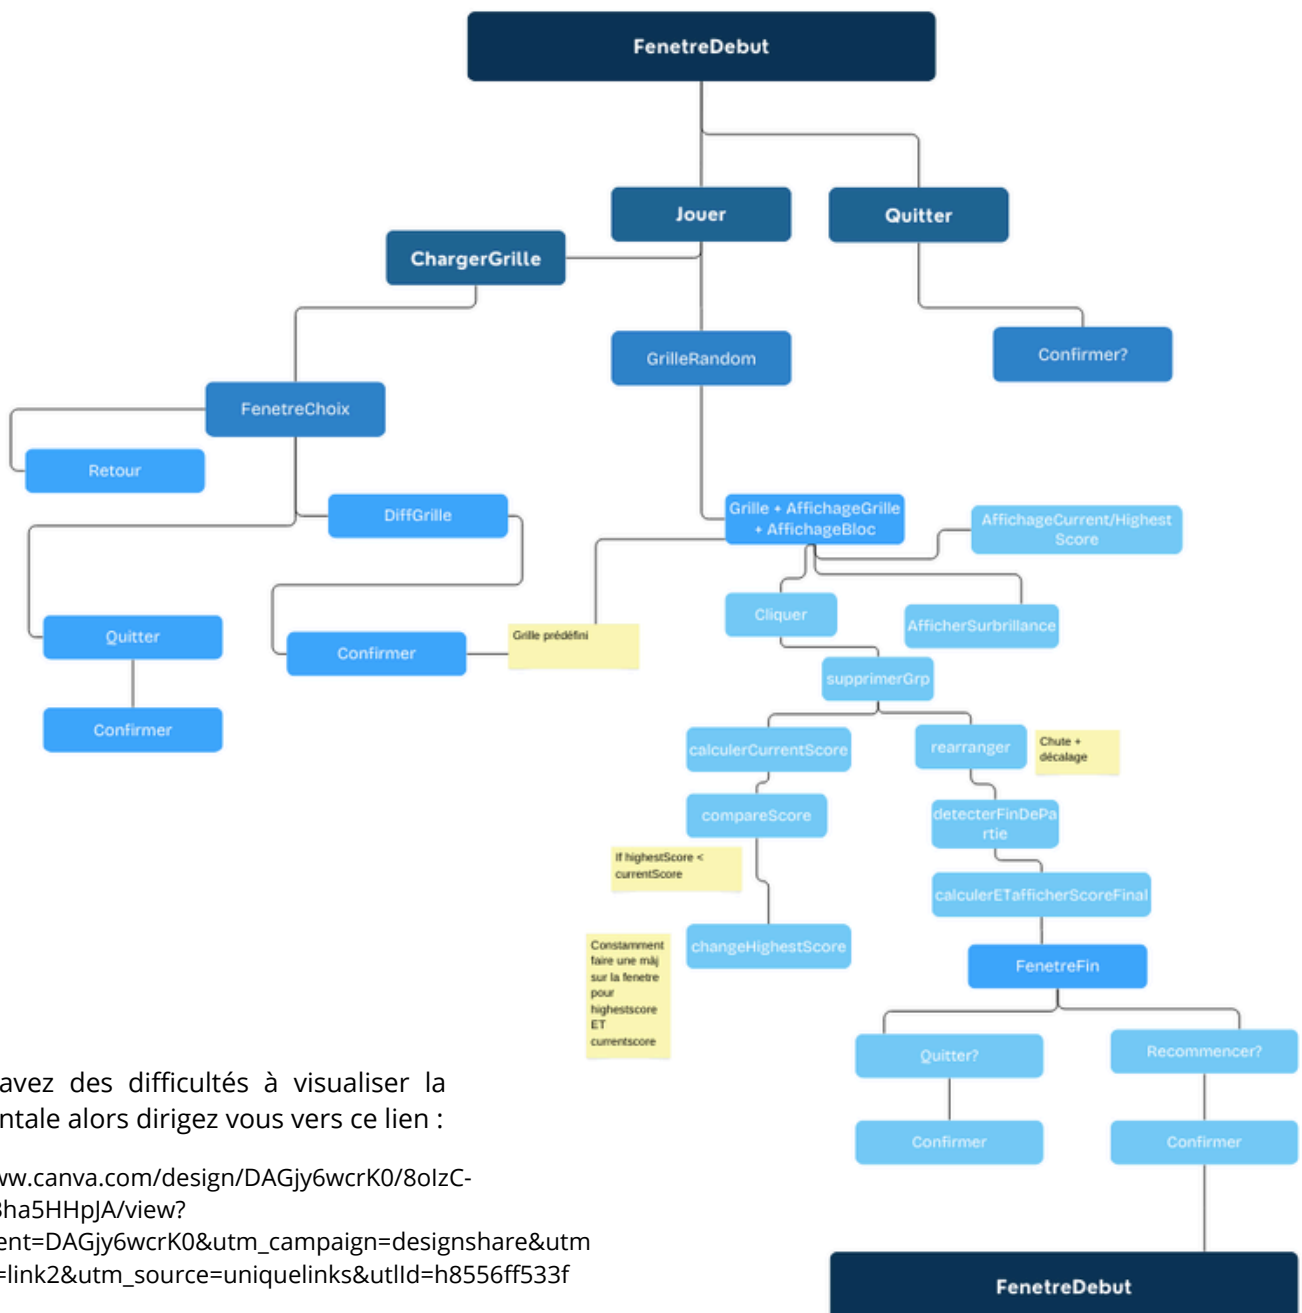 FenetreDebut
Jouer
Quitter
ChargerGrille
GrilleRandom
Confirmer?
FenetreChoix
Retour
DiffGrille
Grille + AffichageGrille
+ AffichageBloc
AffichageCurrent/Highest
Score
Cliquer
AfficherSurbrillance
Quitter
Confirmer
Grille prédéfini
supprimerGrp
Confirmer
calculerCurrentScore
rearranger
Chute +
décalage
compareScore
detecterFinDePa
rtie
If highestScore <
currentScore
calculerETafficherScoreFinal
changeHighestScore
Constamment
faire une màj
sur la fenetre
pour
highestscore
ET
currentscore
FenetreFin
Quitter?
Recommencer?
Confirmer
Confirmer
FenetreDebut
avez des difficultés à visualiser la
ntale alors dirigez vous vers ce lien :
ww.canva.com/design/DAGjy6wcrK0/8oIzC-
3ha5HHpJA/view?
ent=DAGjy6wcrK0&utm_campaign=designshare&utm
=link2&utm_source=uniquelinks&utlId=h8556ff533f